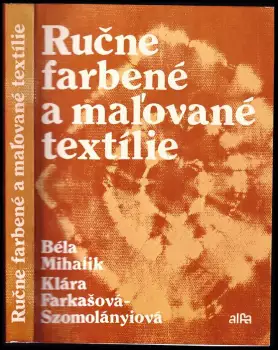 Ručne farbené a maľované textílie
Ručne
farbené
a maľované
textílie
Béla
Mihalik
Klára
Farkašová-
Szomolányiová
alfa